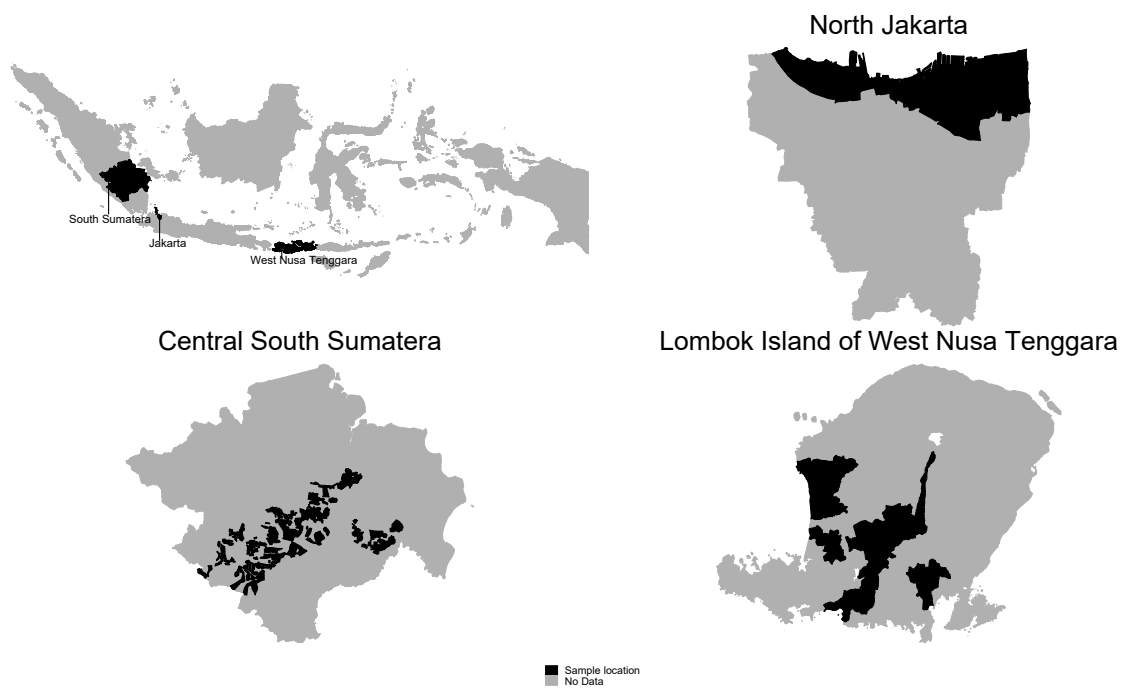 North Jakarta
South Sumatera
Jakarta
West Nusa Tenggara
Central South Sumatera
Lombok Island of West Nusa Tenggara
Sample location
No Data